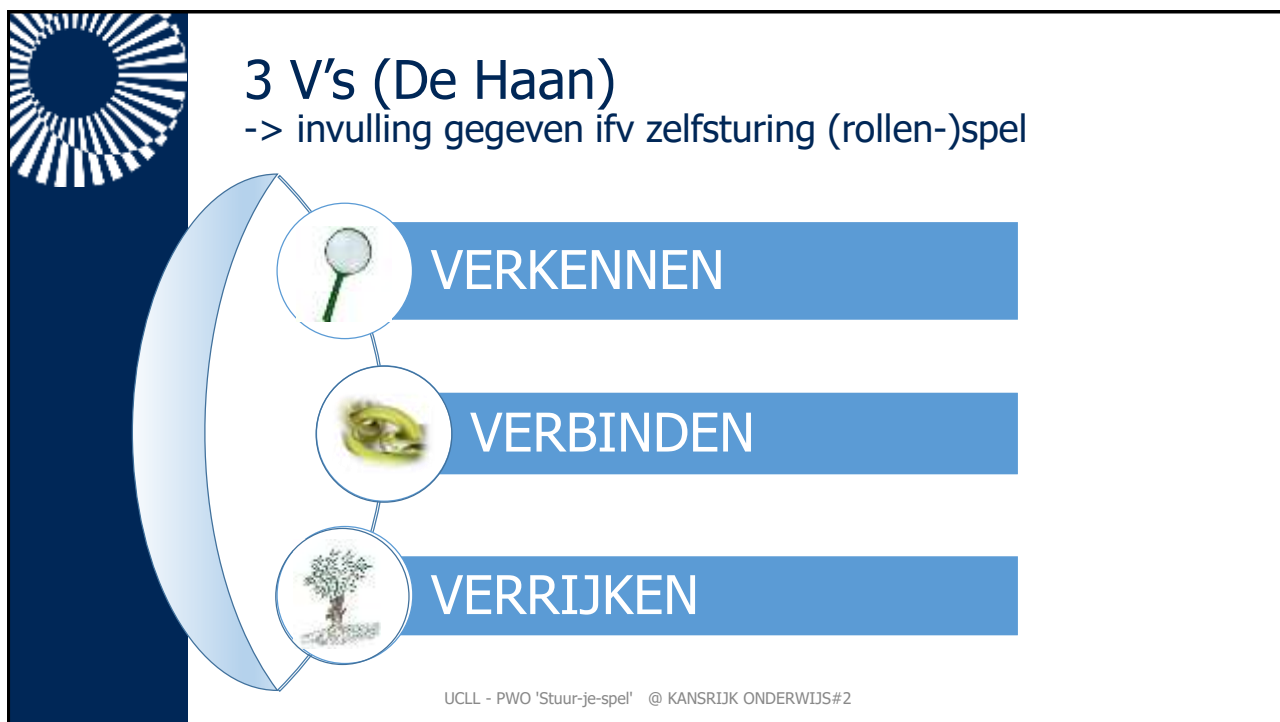 3 V’s (De Haan)
-> invulling gegeven ifv zelfsturing (rollen-)spel
VERKENNEN
VERBINDEN
VERRIJKEN
UCLL - PWO 'Stuur-je-spel' @ KANSRIJK ONDERWIJS#2